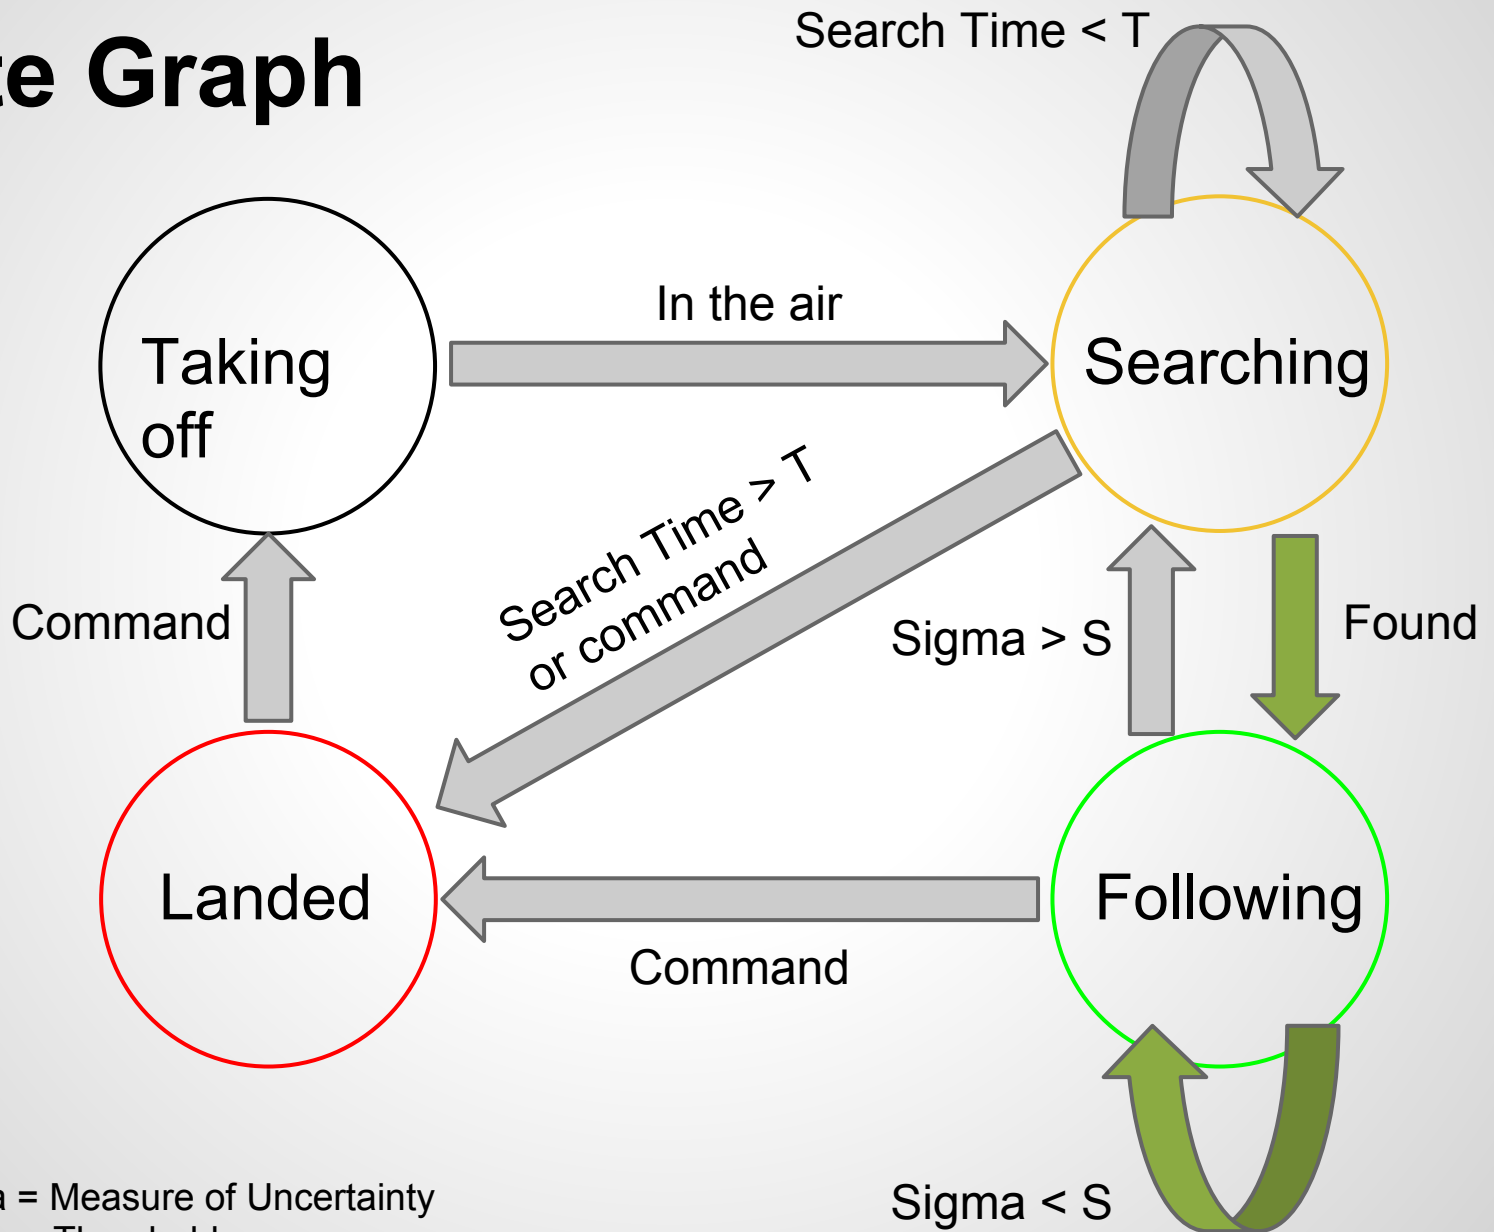 te Graph
Search Time < T
In the air
Taking
off
Searching
Search Time > T
or command
Command
Sigma > S
Found
Landed
Following
Command
a = Measure of Uncertainty
Sigma < S